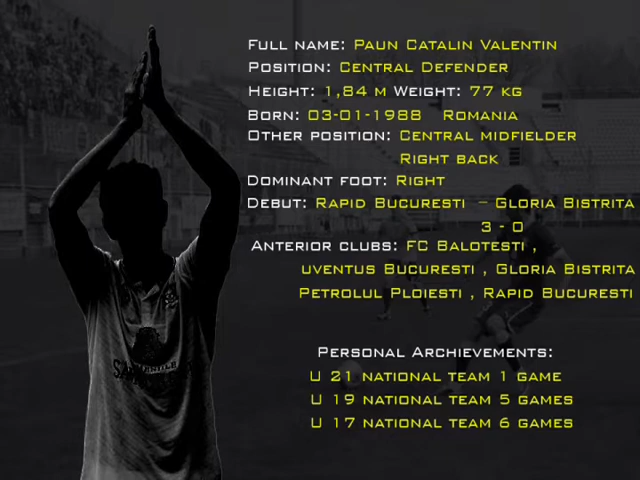 Full name: Paun Catalin Valentin
Position: Central Defender
Height: 1,84 m Weight: 77 kg
Born: 03-01-1988 Romania
Other position: Central midfielder
Right back
Dominant foot: Right
Debut: Rapid Bucuresti – Gloria Bistrita
3 - 0
Anterior clubs: FC Balotesti ,
uventus Bucuresti , Gloria Bistrita
Petrolul Ploiesti , Rapid Bucuresti
Personal Archievements:
U 21 national team 1 game
U 19 national team 5 games
U 17 national team 6 games